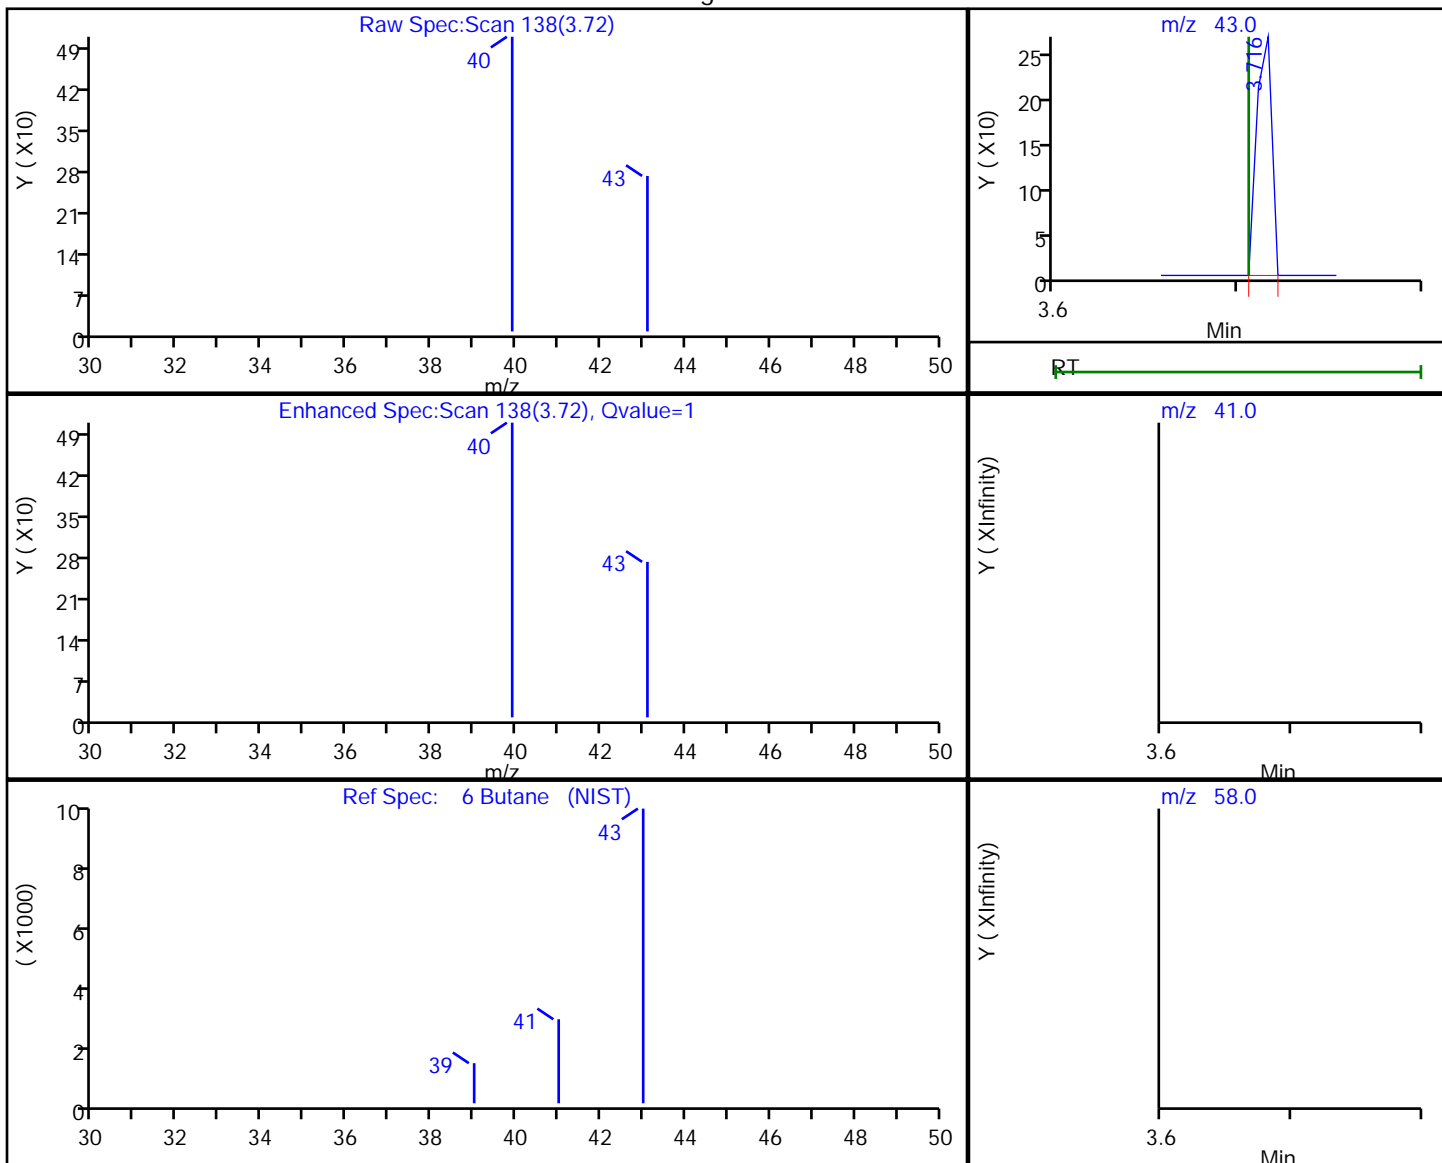 Raw Spec:Scan 138(3.72)
Y ( X10)
49
42
35
28
21
14
7
0
40
43
30 32 34 36 38 40 42 44 46 48 50
m/z
m/z 43.0
Y ( X10)
25
20
15
10
5
0
3.716
3.6
Min
RT
Enhanced Spec:Scan 138(3.72), Qvalue=1
Y ( X10)
49
42
35
28
21
14
7
0
40
43
30 32 34 36 38 40 42 44 46 48 50
m/z
m/z 41.0
Y ( XInfinity)
3.6
Min
Ref Spec: 6 Butane (NIST)
( X1000)
10
8
6
4
2
0
39
41
43
30 32 34 36 38 40 42 44 46 48 50
m/z 58.0
Y ( XInfinity)
3.6
Min